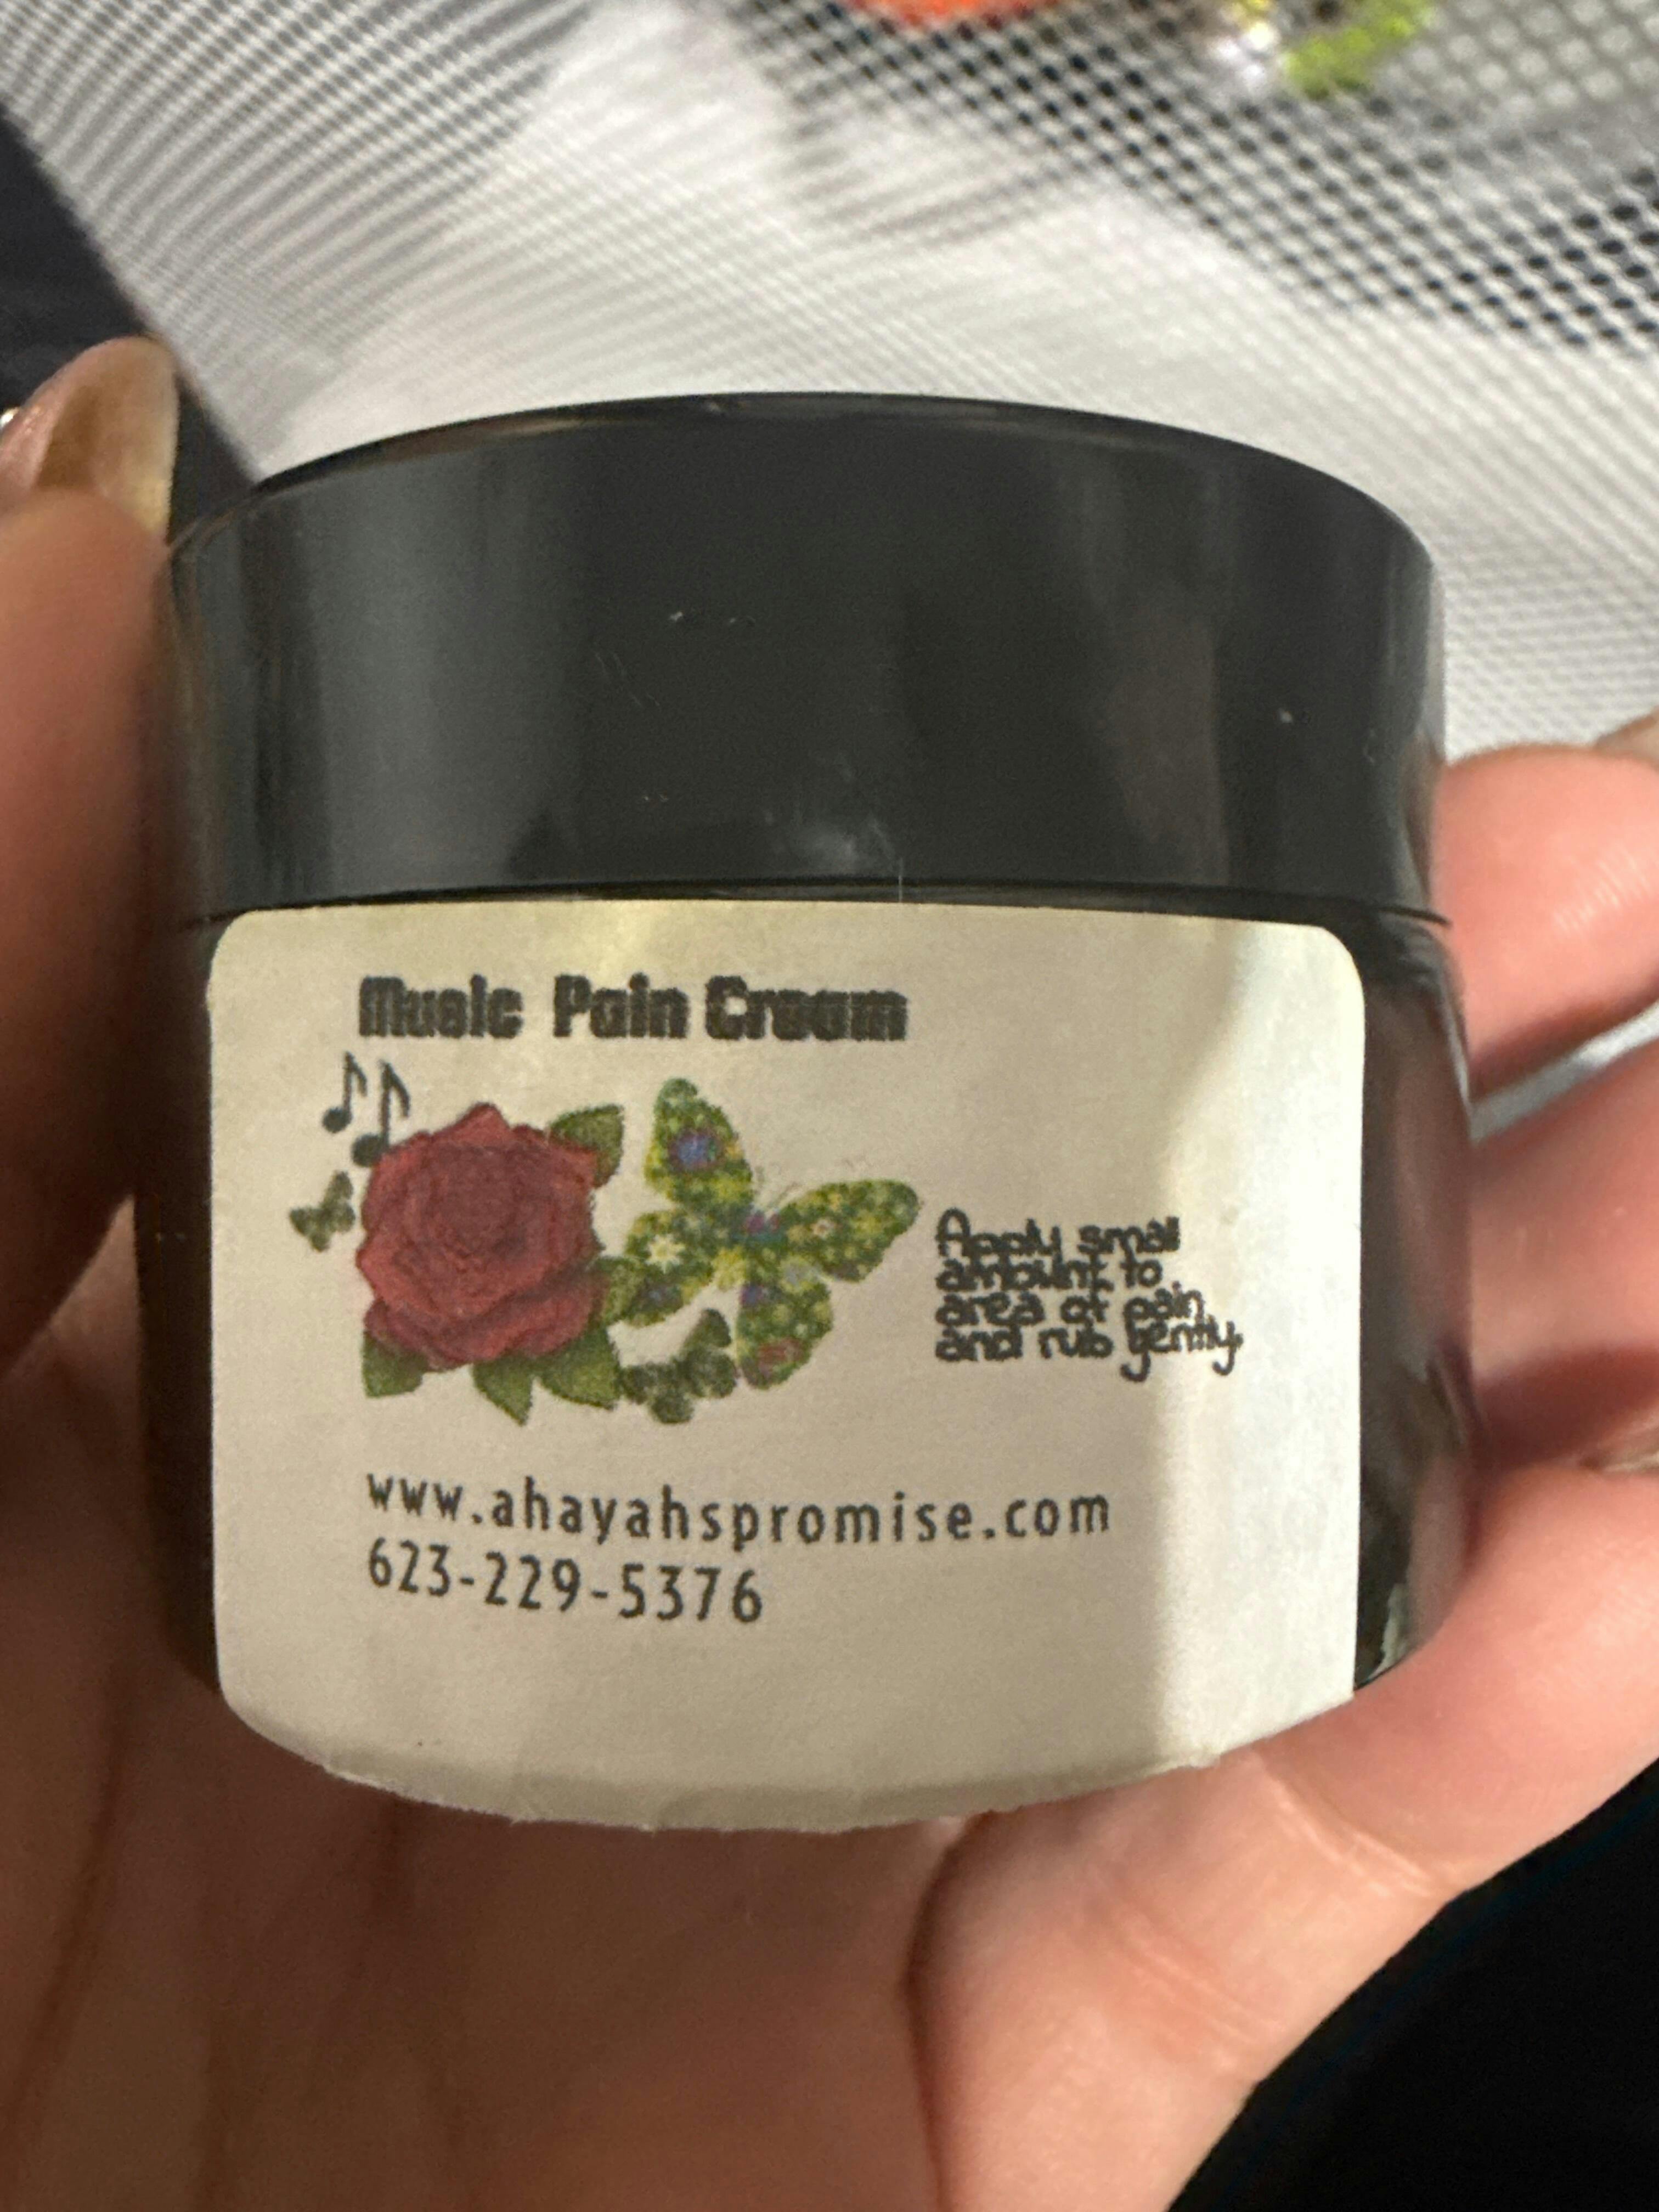 Music Pain Cream
Apply small
amount to
area of pain
and rub gently.
www.ahayahspromise.com
623-229-5376